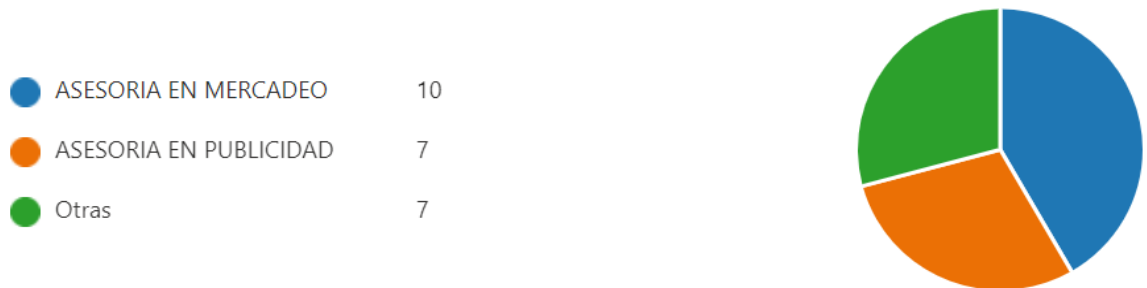 ASESORIA EN MERCADEO 10
ASESORIA EN PUBLICIDAD 7
Otras 7